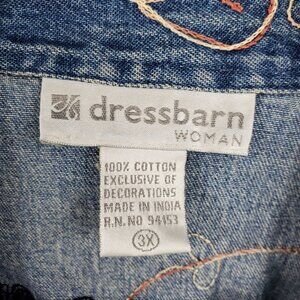 dressbarn
WOMAN
100% COTTON
EXCLUSIVE OF
DECORATIONS
MADE IN INDIA
R.N. NO 94153
3X